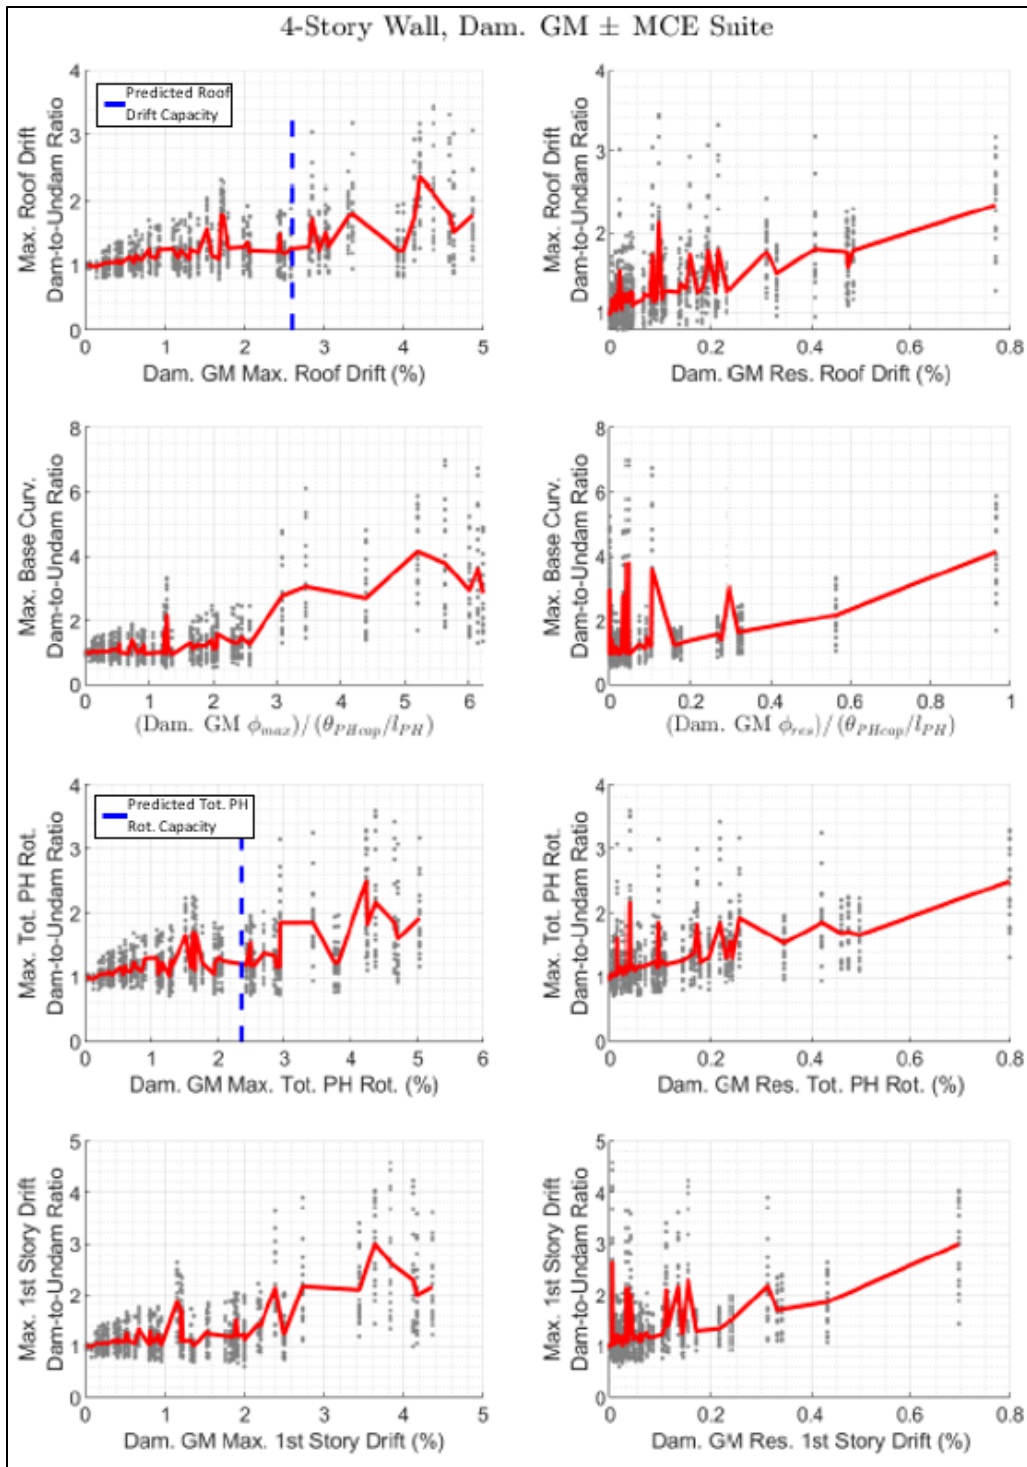 4-Story Wall, Dam. GM ± MCE Suite
Max. Roof Drift
Dam-to-Undam Ratio
4
3
2
1
0
Predicted Roof
Drift Capacity
0 1 2 3 4 5
Dam. GM Max. Roof Drift (%)
Max. Roof Drift
Dam-to-Undam Ratio
4
3
2
1
0 0.2 0.4 0.6 0.8
Dam. GM Res. Roof Drift (%)
Max. Base Curv.
Dam-to-Undam Ratio
8
6
4
2
0
0 1 2 3 4 5 6
(Dam. GM ϕmax)/(θPHcap/lPH)
Max. Base Curv.
Dam-to-Undam Ratio
8
6
4
2
0
0 0.2 0.4 0.6 0.8 1
(Dam. GM ϕres)/(θPHcap/lPH)
Max. Tot. PH Rot.
Dam-to-Undam Ratio
4
3
2
1
0
Predicted Tot. PH
Rot. Capacity
0 1 2 3 4 5 6
Dam. GM Max. Tot. PH Rot. (%)
Max. Tot. PH Rot.
Dam-to-Undam Ratio
4
3
2
1
0
0 0.2 0.4 0.6 0.8
Dam. GM Res. Tot. PH Rot. (%)
Max. 1st Story Drift
Dam-to-Undam Ratio
5
4
3
2
1
0
0 1 2 3 4 5
Dam. GM Max. 1st Story Drift (%)
Max. 1st Story Drift
Dam-to-Undam Ratio
5
4
3
2
1
0
0 0.2 0.4 0.6 0.8
Dam. GM Res. 1st Story Drift (%)